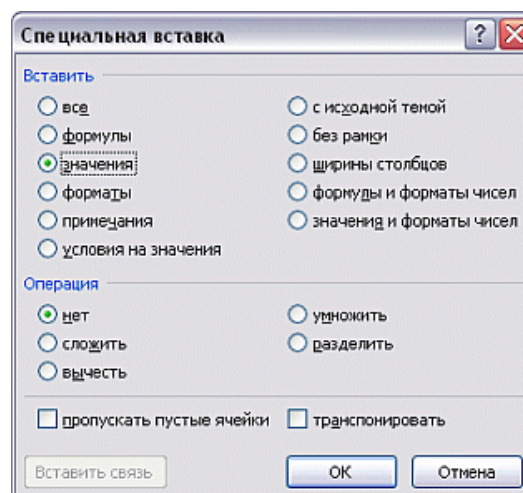 Специальная вставка
Вставить
все
с исходной темой
формулы
без рамки
значения
ширины столбцов
форматы
формулы и форматы чисел
примечания
значения и форматы чисел
условия на значения
Операция
нет
умножить
сложить
разделить
вычесть
пропускать пустые ячейки
транспонировать
Вставить связь
ОК
Отмена